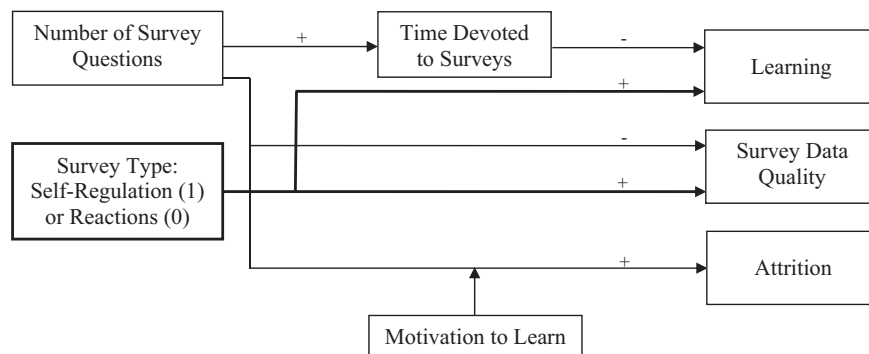 Number of Survey
Questions
+
Time Devoted
to Surveys
-
Learning
+
Survey Type:
Self-Regulation (1)
or Reactions (0)
-
+
Survey Data
Quality
+
Attrition
Motivation to Learn